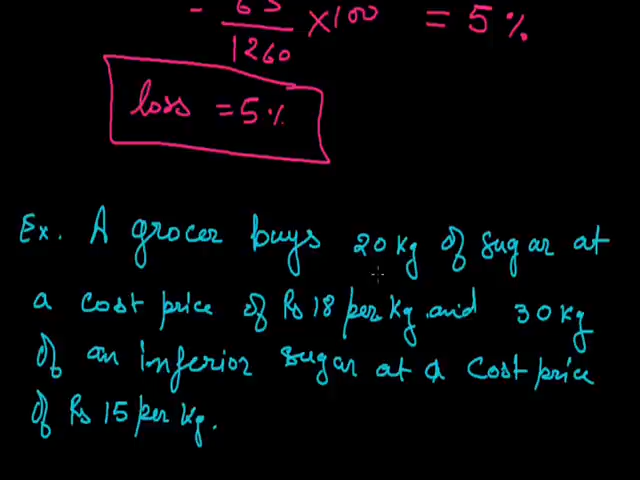 - 63/1260 ×100 = 5%
loss = 5%
Ex. A grocer buys 20 kg of sugar at
a cost price of Rs 18 per kg and 30 kg
of an inferior sugar at a cost price
of Rs 15 per kg.